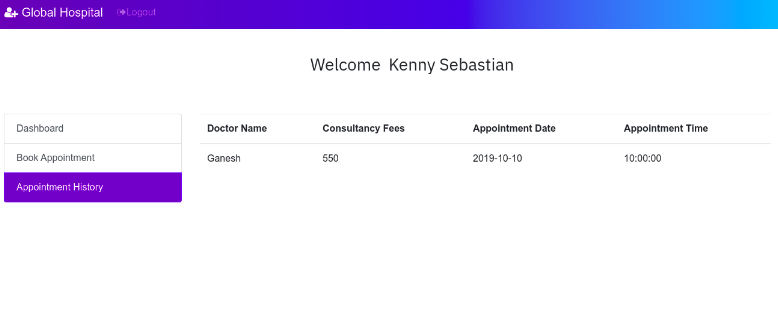 Global Hospital Logout
Welcome Kenny Sebastian
Dashboard
Book Appointment
Appointment History
Doctor Name Consultancy Fees Appointment Date Appointment Time
Ganesh 550 2019-10-10 10:00:00